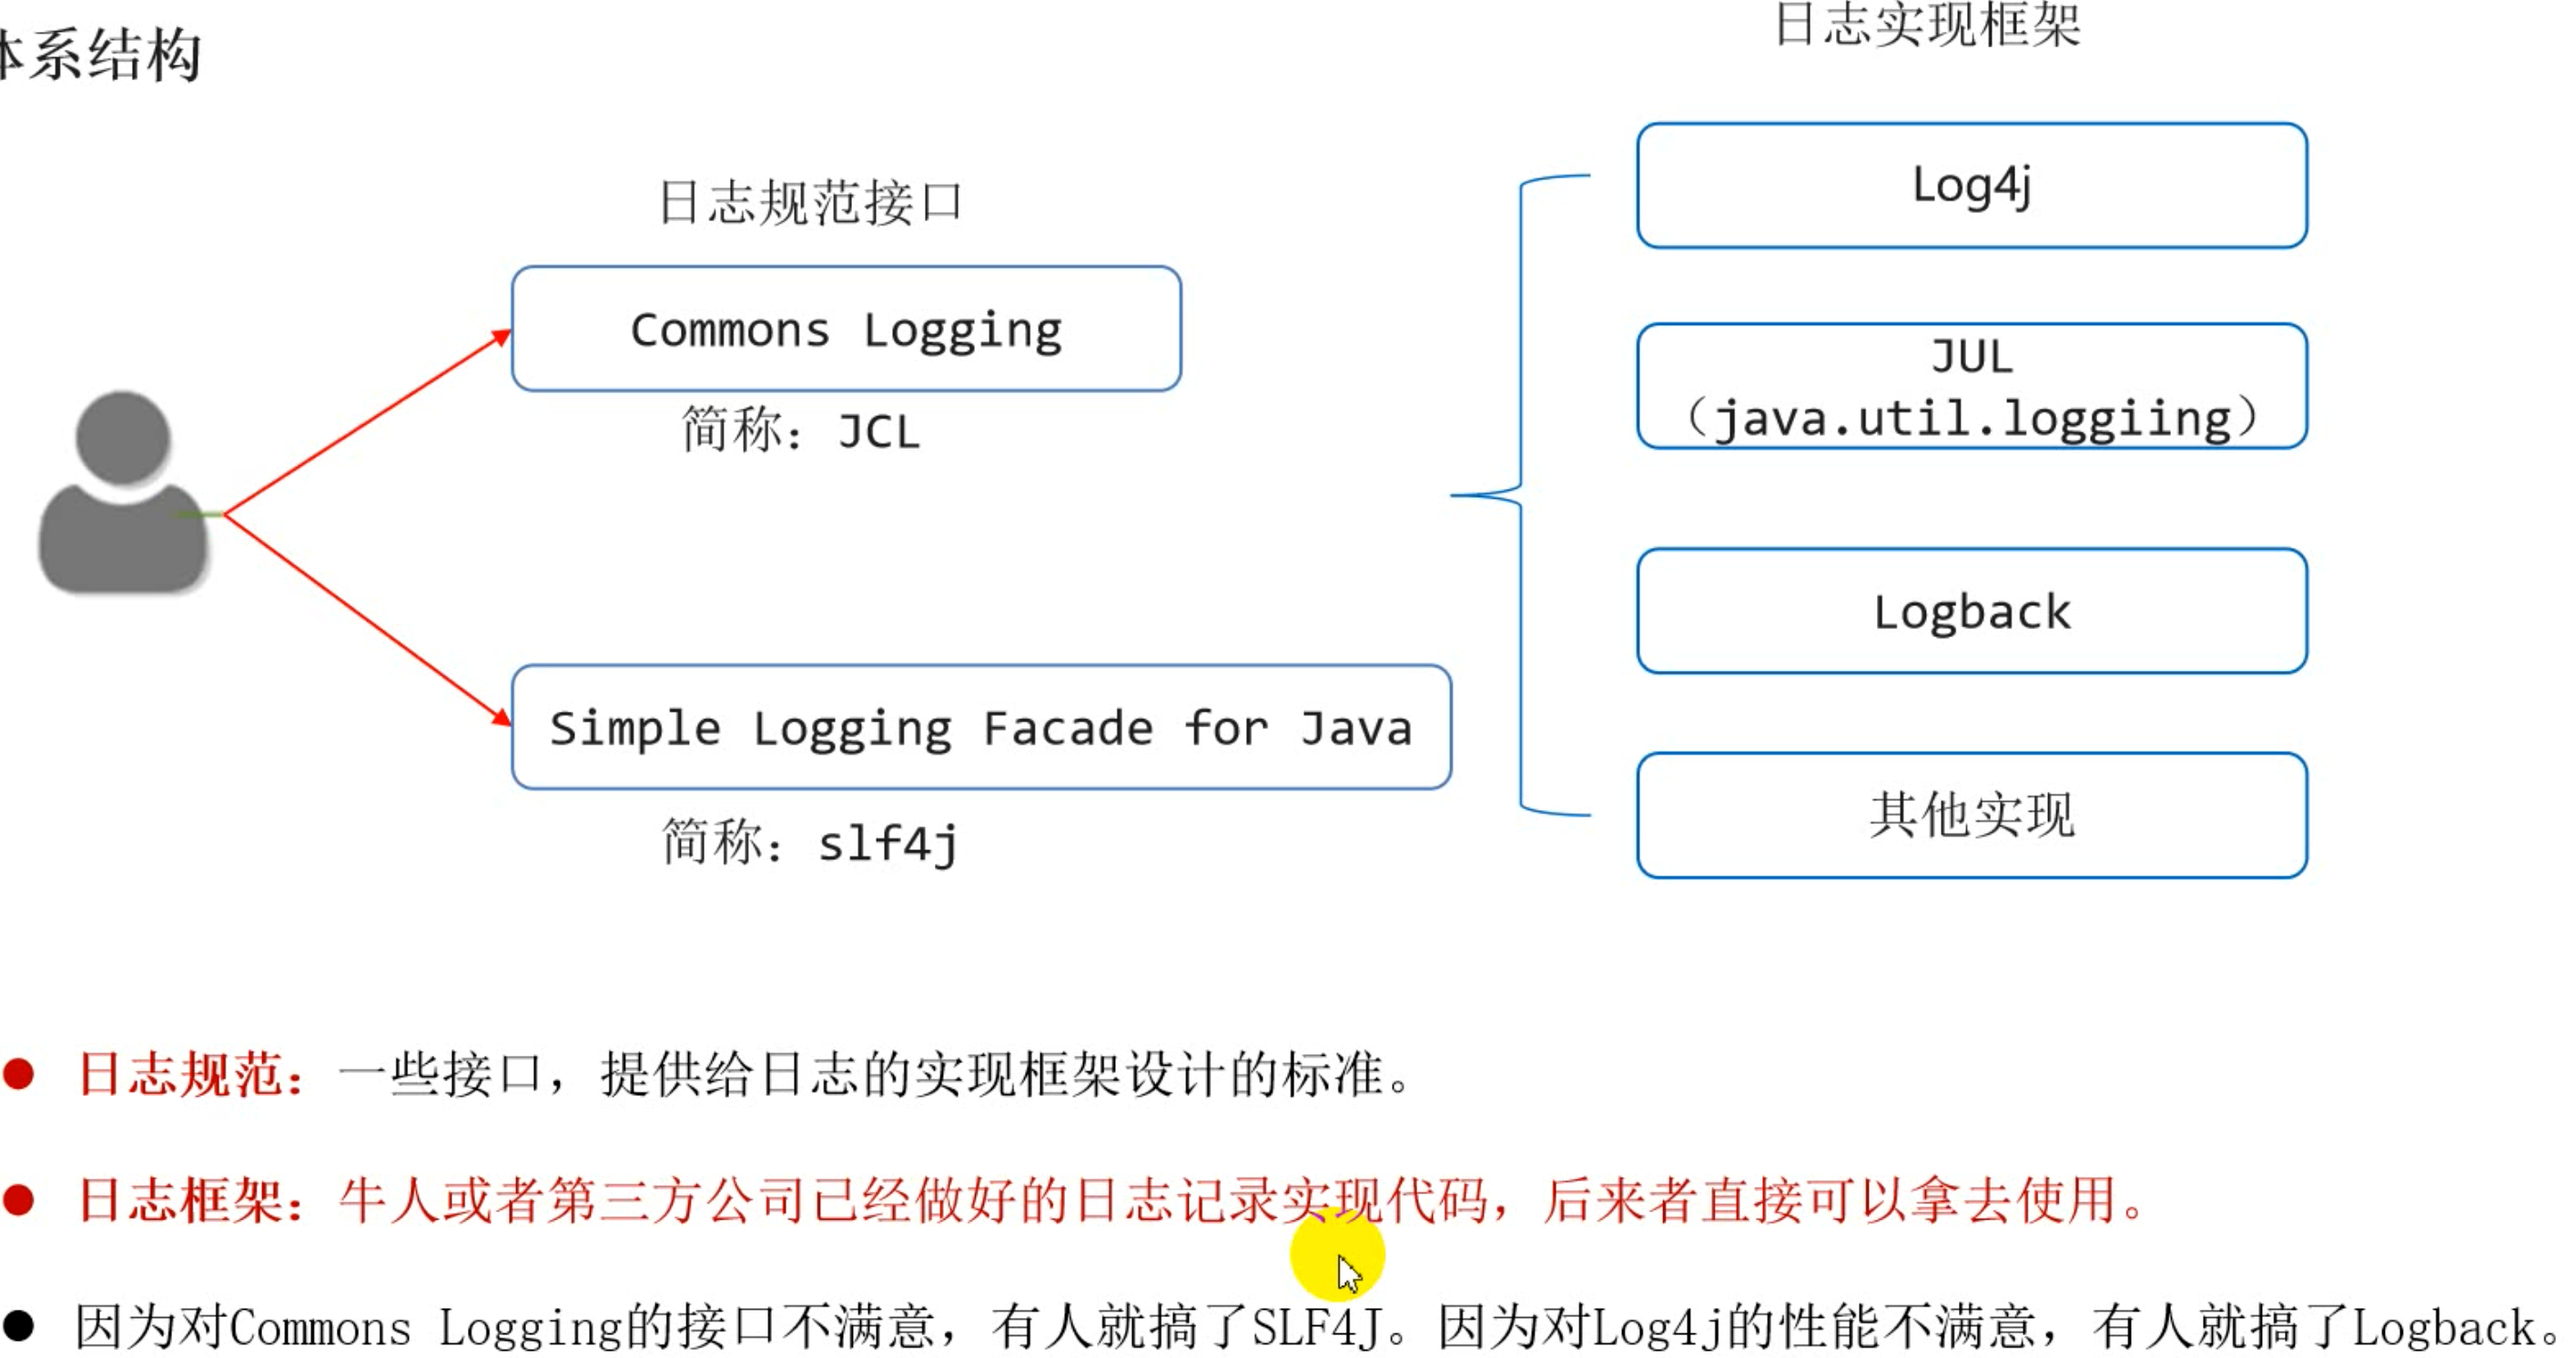 体系结构
日志实现框架
日志规范接口
Log4j
Commons Logging
JUL
（java.util.loggiing）
简称：JCL
Logback
Simple Logging Facade for Java
简称：slf4j
其他实现
日志规范：一些接口，提供给日志的实现框架设计的标准。
日志框架：牛人或者第三方公司已经做好的日志记录实现代码，后来者直接可以拿去使用。
因为对Commons Logging的接口不满意，有人就搞了SLF4J。因为对Log4j的性能不满意，有人就搞了Logback。